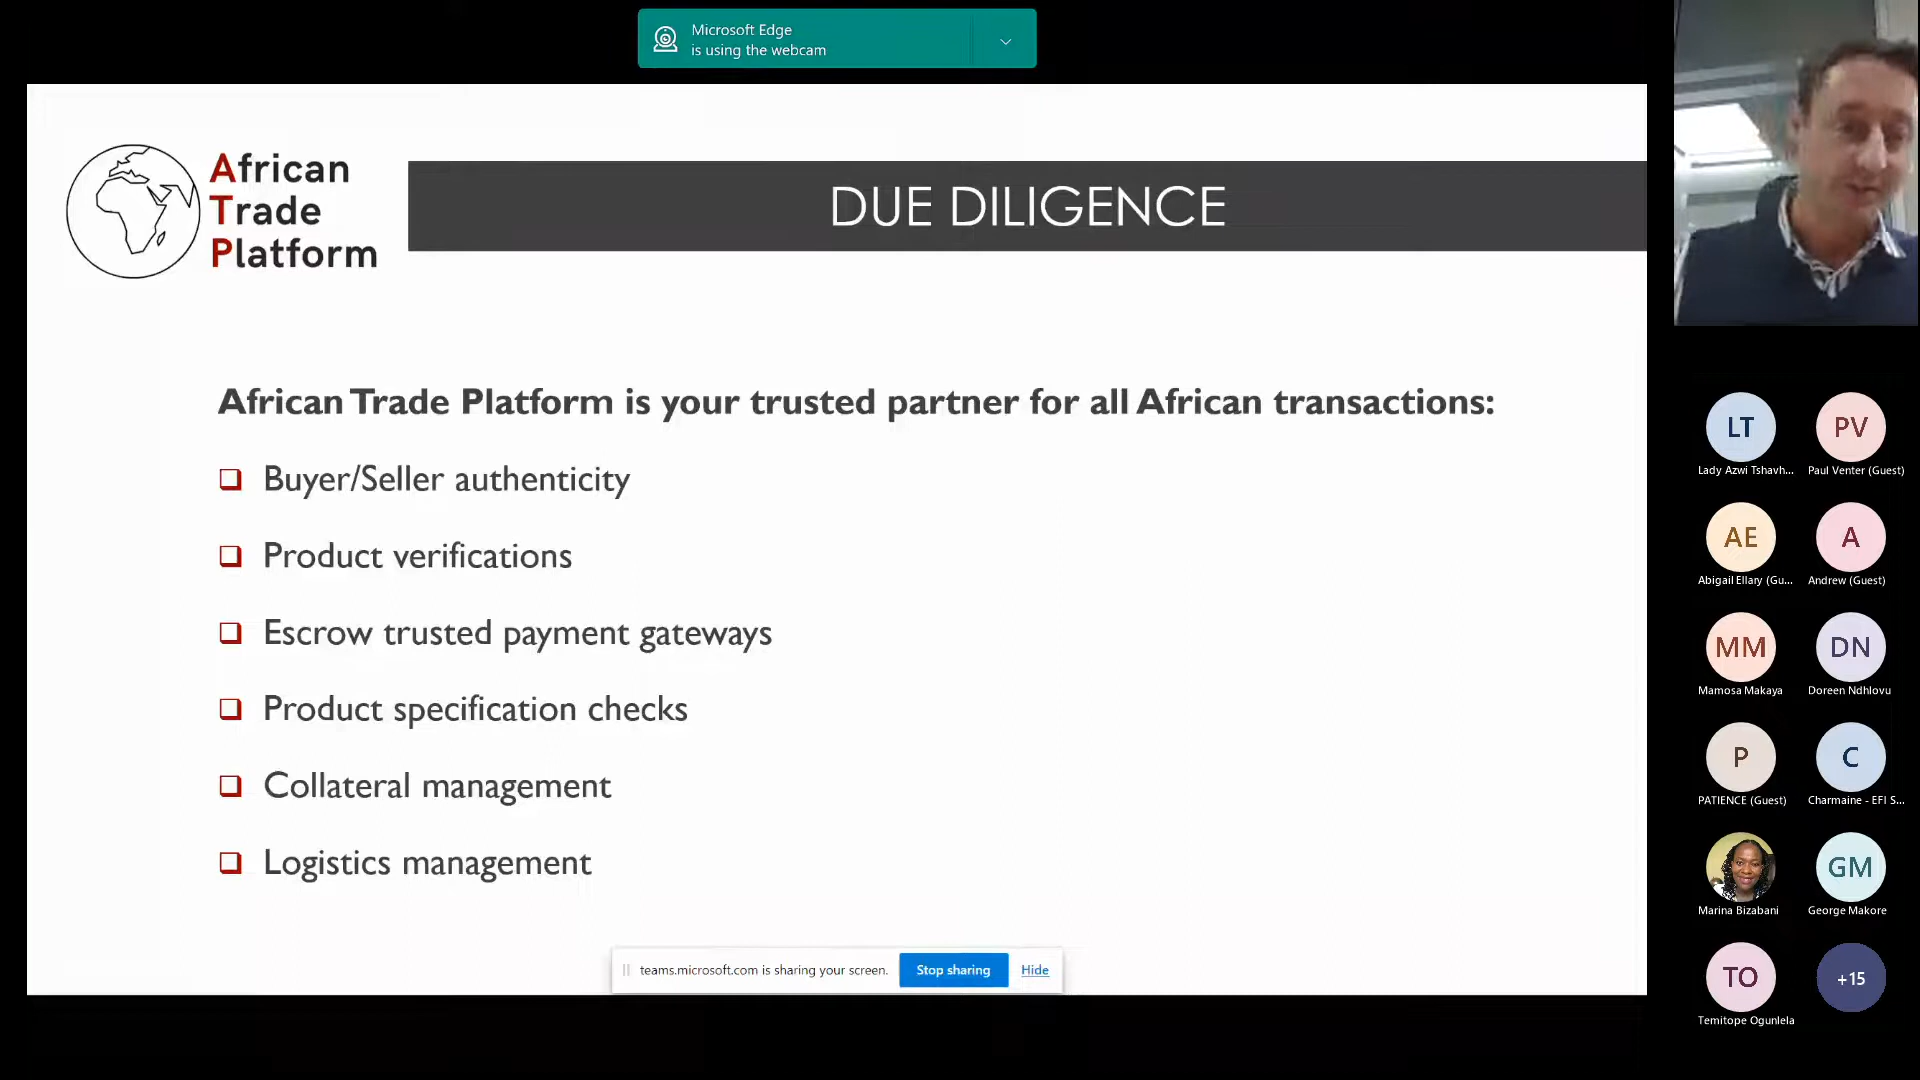 Microsoft Edge
is using the webcam
African
Trade
Platform
DUE DILIGENCE
African Trade Platform is your trusted partner for all African transactions:
Buyer/Seller authenticity
Product verifications
Escrow trusted payment gateways
Product specification checks
Collateral management
Logistics management
teams.microsoft.com is sharing your screen.
Stop sharing
Hide
LT
PV
Lady Azwi Tshavh...
Paul Venter (Guest)
AE
A
Abigail Ellary (Gu...
Andrew (Guest)
MM
DN
Mamosa Makaya
Doreen Ndhlovu
P
C
PATIENCE (Guest)
Charmaine - EFI S...
GM
Marina Bizabani
George Makore
TO
+15
Temitope Ogunlela